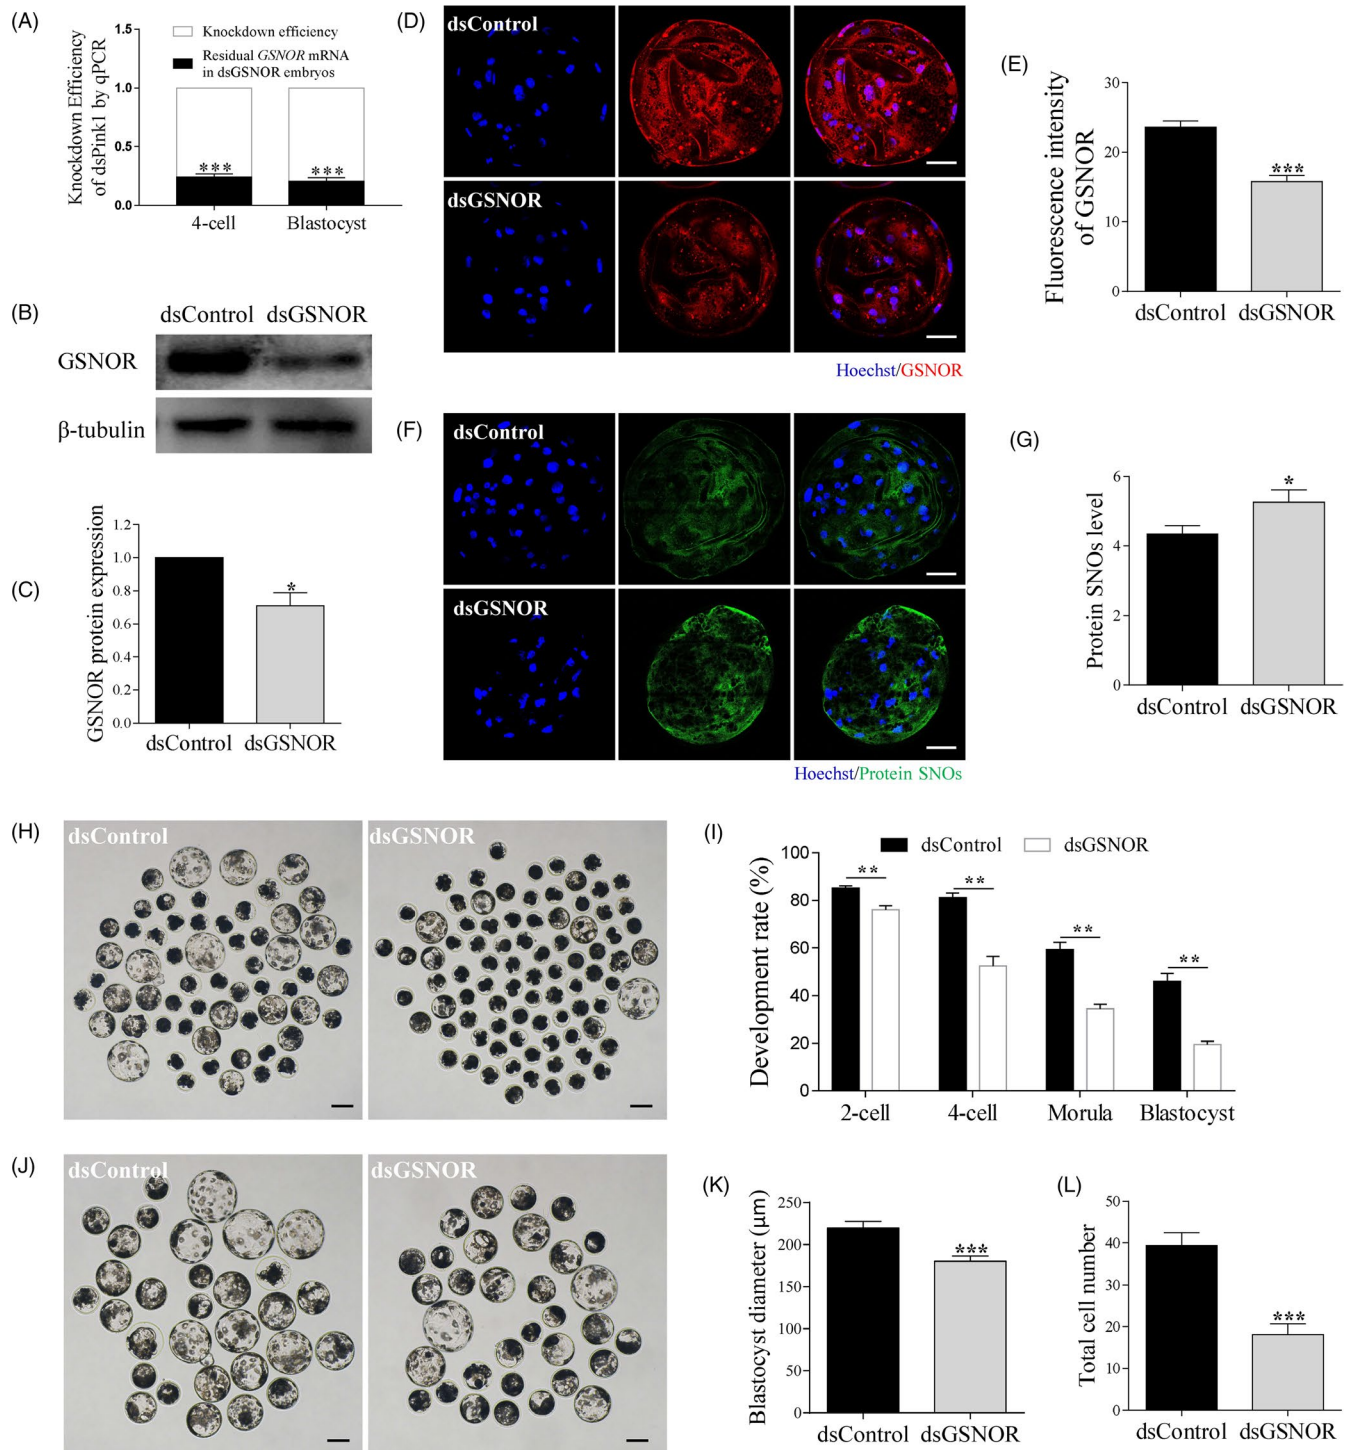 (A)
Knockdown Efficiency
of dsPink1 by qPCR
1.5
1.0
0.5
0.0
Knockdown efficiency
Residual GSNOR mRNA
in dsGSNOR embryos
***
***
4-cell
Blastocyst
(B)
dsControl dsGSNOR
GSNOR
β-tubulin
(C)
GSNOR protein expression
1.2
1.0
0.8
0.6
0.4
0.2
0.0
*
dsControl dsGSNOR
(D)
dsControl
dsGSNOR
Hoechst/GSNOR
(E)
Fluorescence intensity
of GSNOR
30
20
10
0
***
dsControl dsGSNOR
(F)
dsControl
dsGSNOR
Hoechst/Protein SNOs
(G)
Protein SNOs level
6
4
2
0
*
dsControl dsGSNOR
(H)
dsControl
dsGSNOR
(I)
dsControl
dsGSNOR
Development rate (%)
100
80
60
40
20
0
**
**
**
**
2-cell
4-cell
Morula
Blastocyst
(J)
dsControl
dsGSNOR
(K)
Blastocyst diameter (μm)
250
200
150
100
50
0
***
dsControl dsGSNOR
(L)
Total cell number
50
40
30
20
10
0
***
dsControl dsGSNOR